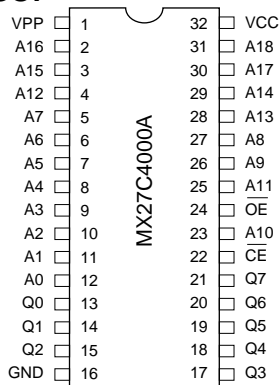 VPP 1 32 VCC
A16 2 31 A18
A15 3 30 A17
A12 4 29 A14
A7 5 28 A13
A6 6 27 A8
A5 7 26 A9
A4 8 25 A11
A3 9 24 OE
A2 10 23 A10
A1 11 22 CE
A0 12 21 Q7
Q0 13 20 Q6
Q1 14 19 Q5
Q2 15 18 Q4
GND 16 17 Q3
MX27C4000A